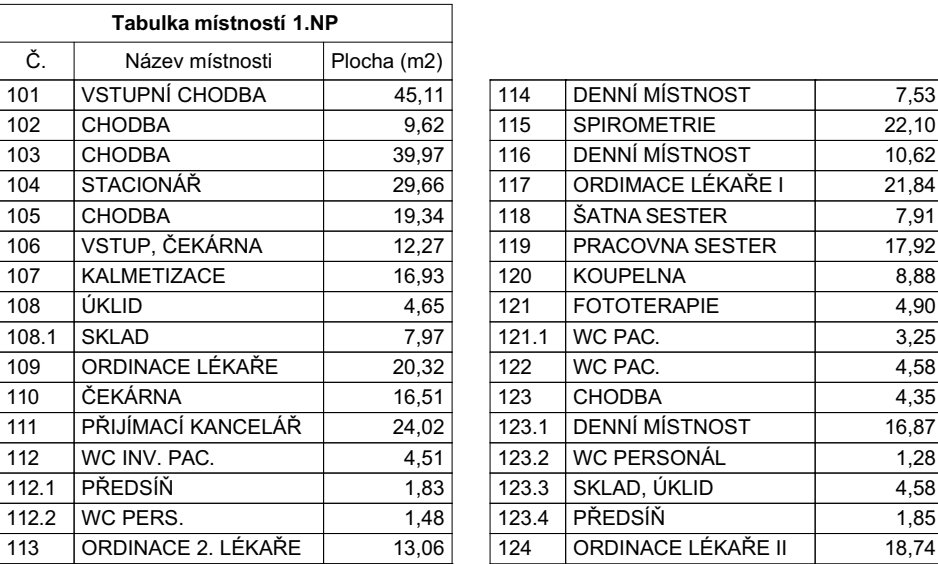 Tabulka místností 1.NP
Č. Název místnosti Plocha (m2)
101 VSTUPNÍ CHODBA 45,11
102 CHODBA 9,62
103 CHODBA 39,97
104 STACIONÁŘ 29,66
105 CHODBA 19,34
106 VSTUP, ČEKÁRNA 12,27
107 KALMETIZACE 16,93
108 ÚKLID 4,65
108.1 SKLAD 7,97
109 ORDINACE LÉKAŘE 20,32
110 ČEKÁRNA 16,51
111 PŘIJÍMACÍ KANCELÁŘ 24,02
112 WC INV. PAC. 4,51
112.1 PŘEDSÍŇ 1,83
112.2 WC PERS. 1,48
113 ORDINACE 2. LÉKAŘE 13,06
114 DENNÍ MÍSTNOST 7,53
115 SPIROMETRIE 22,10
116 DENNÍ MÍSTNOST 10,62
117 ORDIMACE LÉKAŘE I 21,84
118 ŠATNA SESTER 7,91
119 PRACOVNA SESTER 17,92
120 KOUPELNA 8,88
121 FOTOTERAPIE 4,90
121.1 WC PAC. 3,25
122 WC PAC. 4,58
123 CHODBA 4,35
123.1 DENNÍ MÍSTNOST 16,87
123.2 WC PERSONÁL 1,28
123.3 SKLAD, ÚKLID 4,58
123.4 PŘEDSÍŇ 1,85
124 ORDINACE LÉKAŘE II 18,74